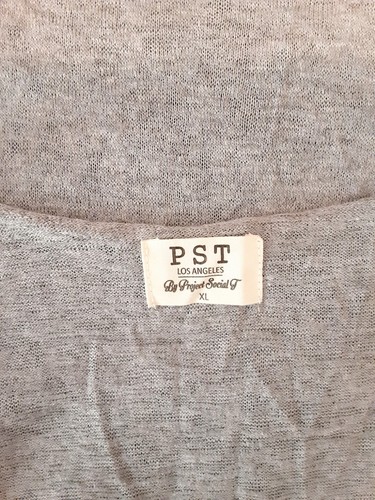 PST
LOS ANGELES
By Project Social T
XL